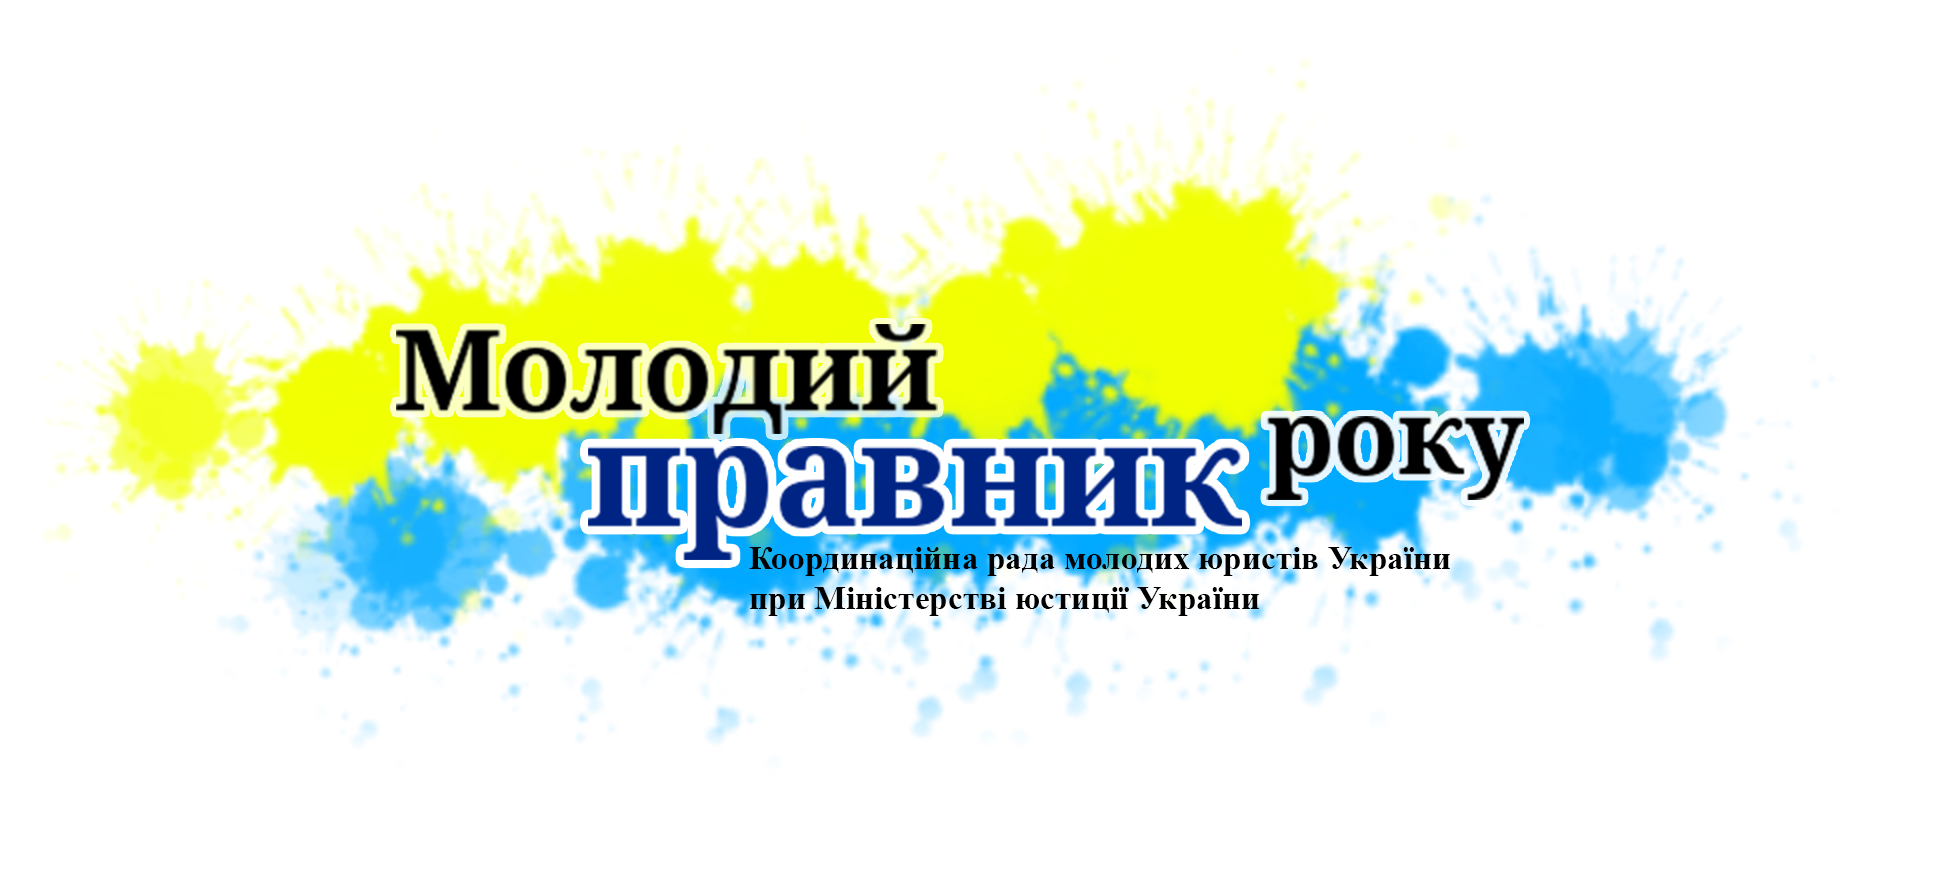 Молодий
правник року
Координаційна рада молодих юристів України
при Міністерстві юстиції України